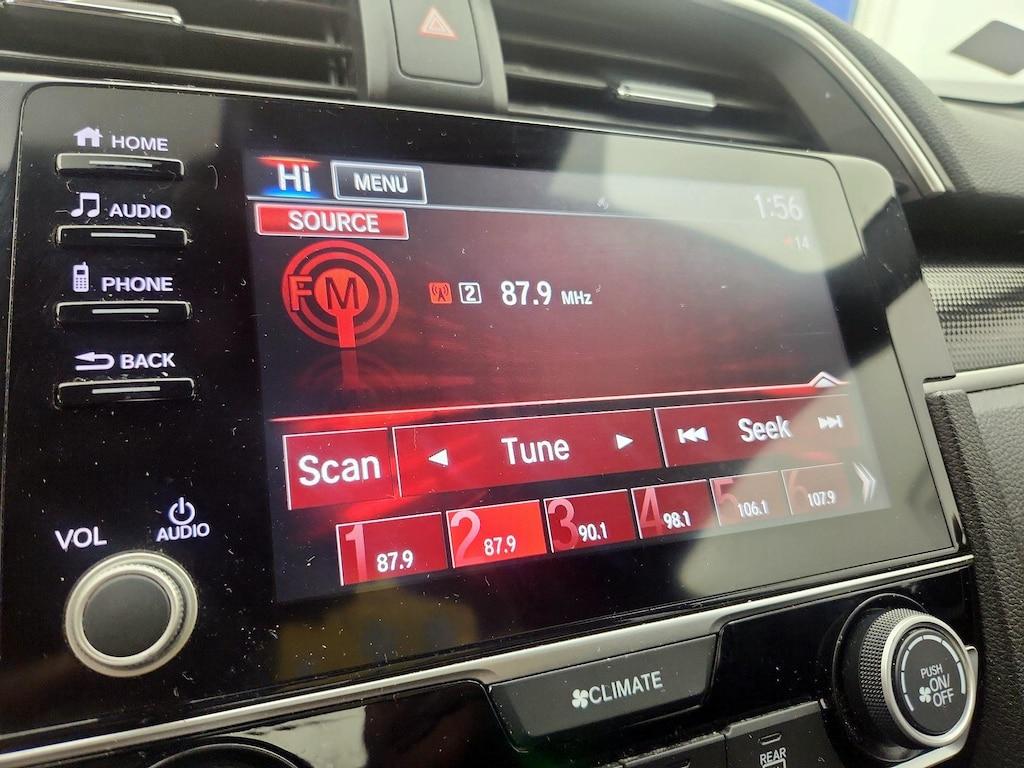 HOME
AUDIO
PHONE
BACK
VOL
AUDIO
Hi MENU
1:56
SOURCE
14
FM
2 87.9 MHz
Scan Tune Seek
1 87.9 2 87.9 3 90.1 4 98.1 5 106.1 6 107.9
CLIMATE
PUSH
ON/
OFF
REAR